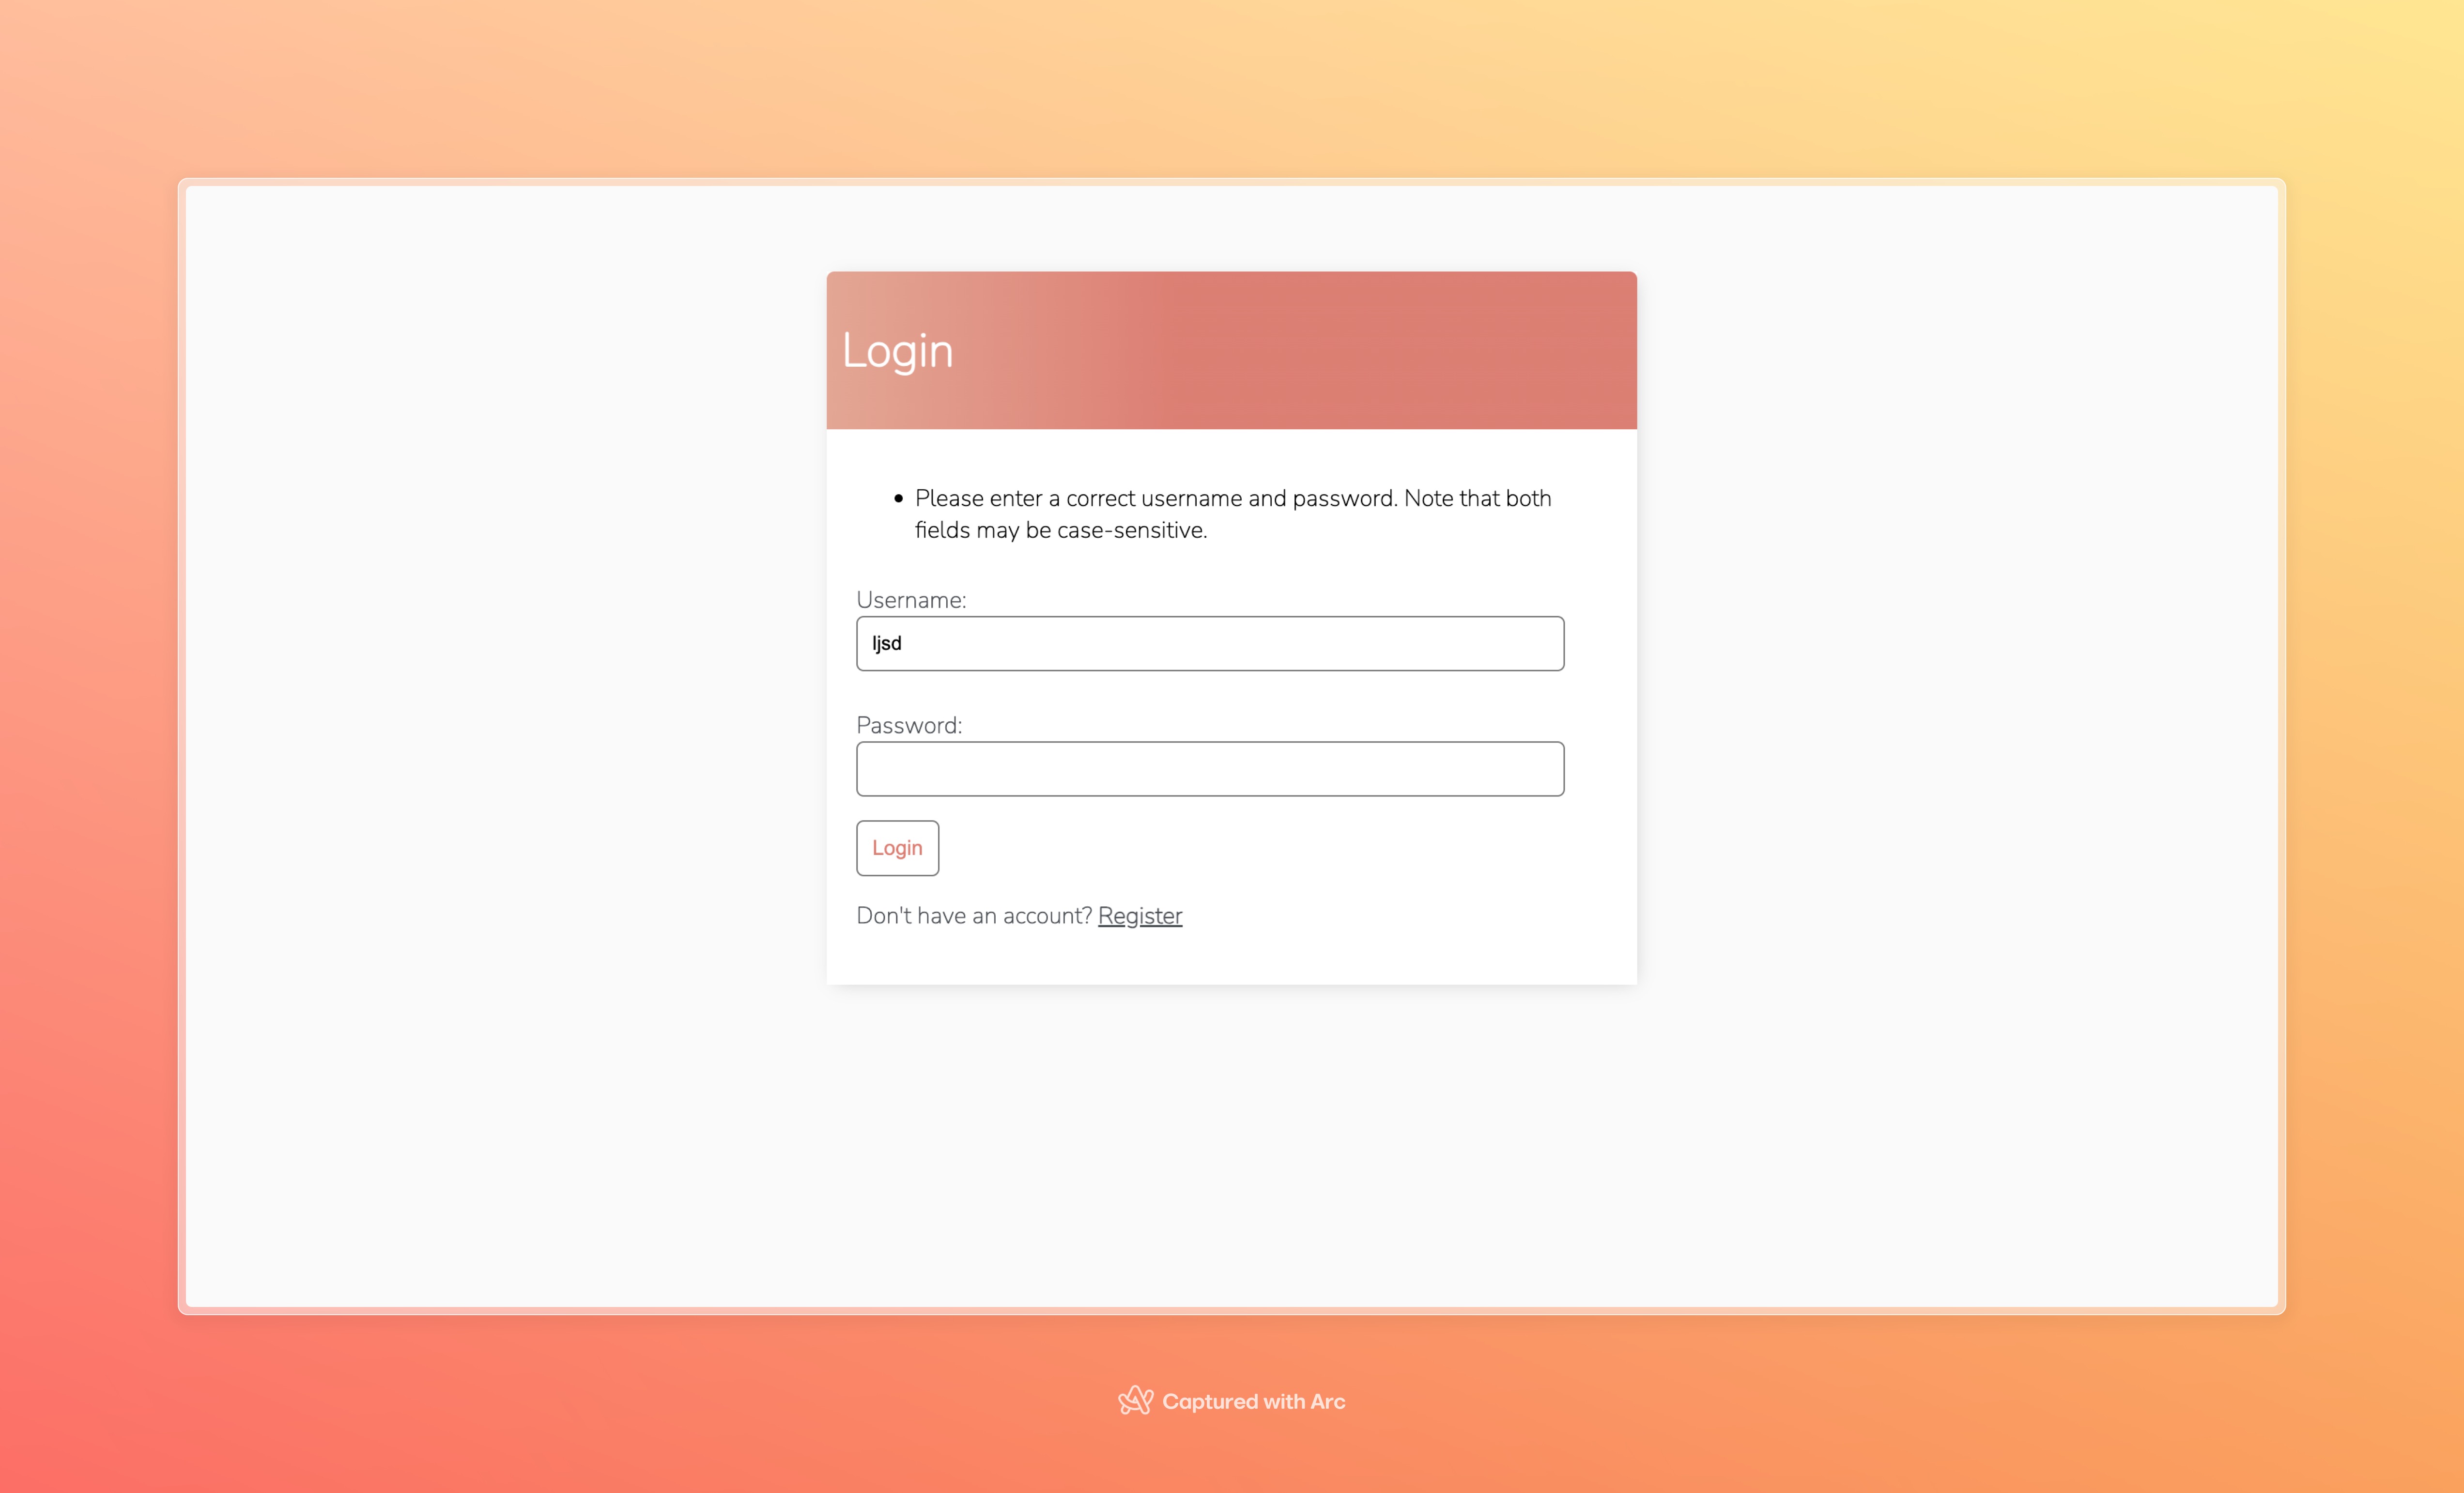 Login
• Please enter a correct username and password. Note that both
fields may be case-sensitive.
Username:
ljsd
Password:
Login
Don't have an account? Register
Captured with Arc